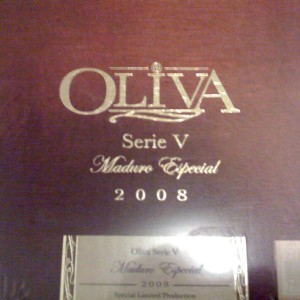 OLIVA
Serie V
Maduro Especial
2008
Oliva Serie V
Maduro Especial
2008
Special Limited Production